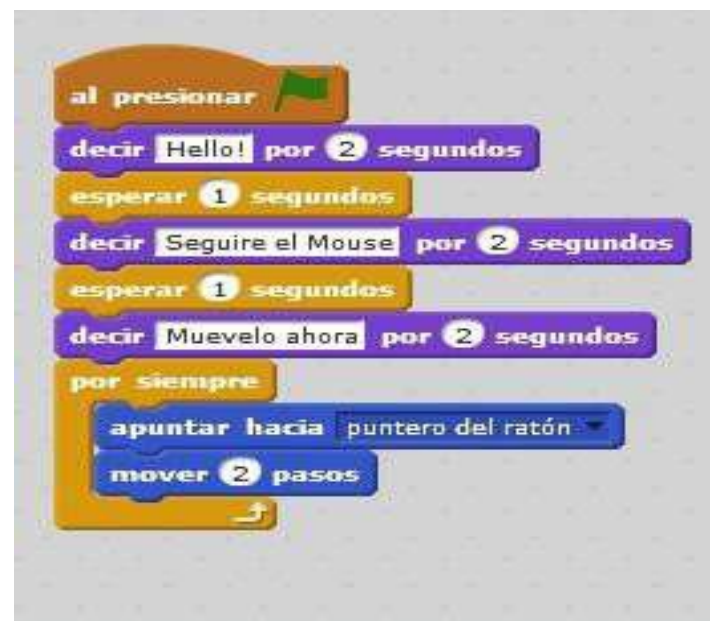 al presionar
decir Hello! por 2 segundos
esperar 1 segundos
decir Seguire el Mouse por 2 segundos
esperar 1 segundos
decir Muevelo ahora por 2 segundos
por siempre
apuntar hacia puntero del ratón
mover 2 pasos